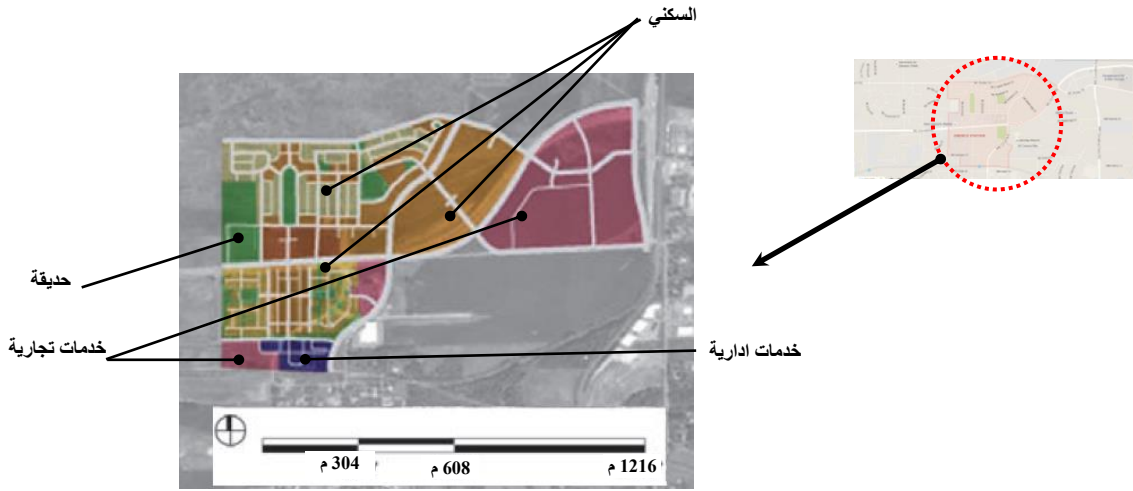 السكني
حديقة
خدمات تجارية
خدمات ادارية
304 م
608 م
1216 م